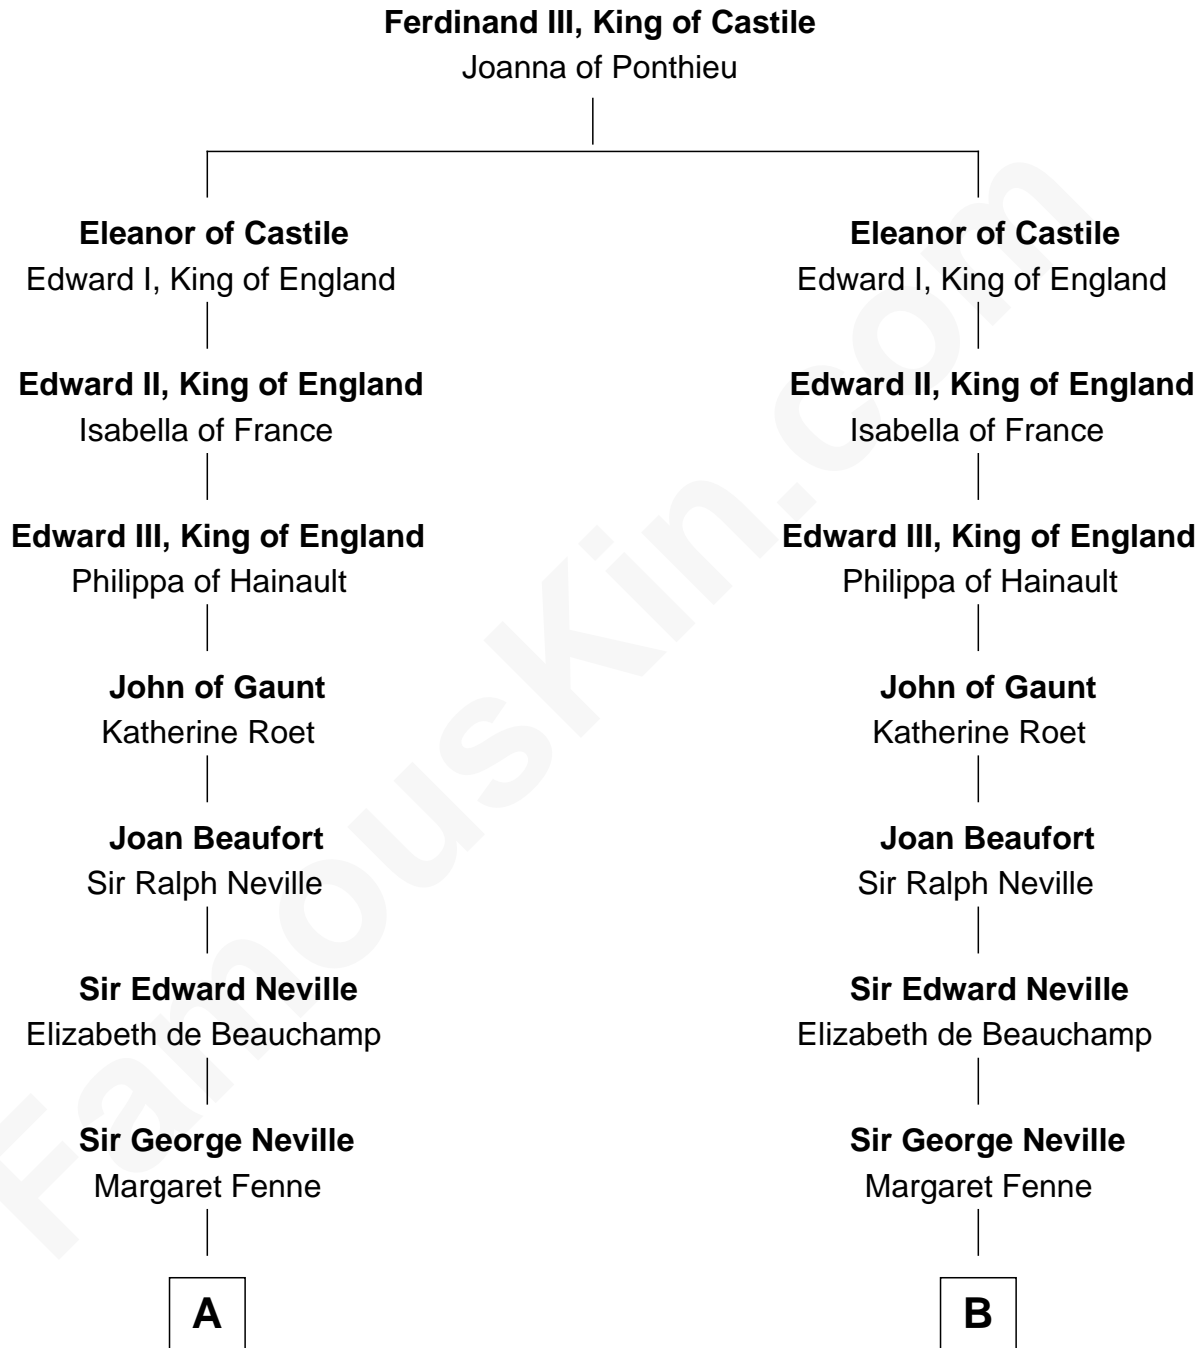 Ferdinand III, King of Castile
Joanna of Ponthieu
Eleanor of Castile
Edward I, King of England
Edward II, King of England
Isabella of France
Edward III, King of England
Philippa of Hainault
John of Gaunt
Katherine Roet
Joan Beaufort
Sir Ralph Neville
Sir Edward Neville
Elizabeth de Beauchamp
Sir George Neville
Margaret Fenne
A
Eleanor of Castile
Edward I, King of England
Edward II, King of England
Isabella of France
Edward III, King of England
Philippa of Hainault
John of Gaunt
Katherine Roet
Joan Beaufort
Sir Ralph Neville
Sir Edward Neville
Elizabeth de Beauchamp
Sir George Neville
Margaret Fenne
B
FamousKin.com